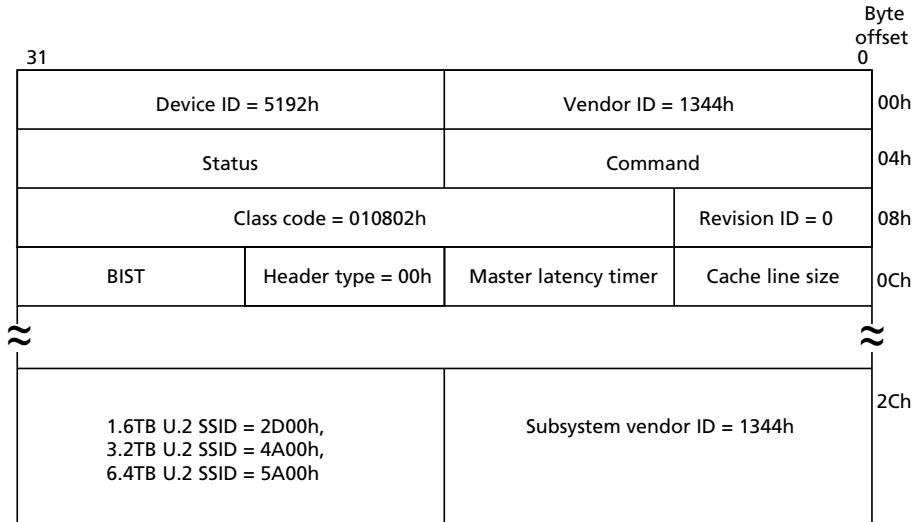 Byte
offset
31
0
Device ID = 5192h
Vendor ID = 1344h
00h
Status
Command
04h
Class code = 010802h
Revision ID = 0
08h
BIST
Header type = 00h
Master latency timer
Cache line size
0Ch
≈
≈
2Ch
1.6TB U.2 SSID = 2D00h,
3.2TB U.2 SSID = 4A00h,
6.4TB U.2 SSID = 5A00h
Subsystem vendor ID = 1344h